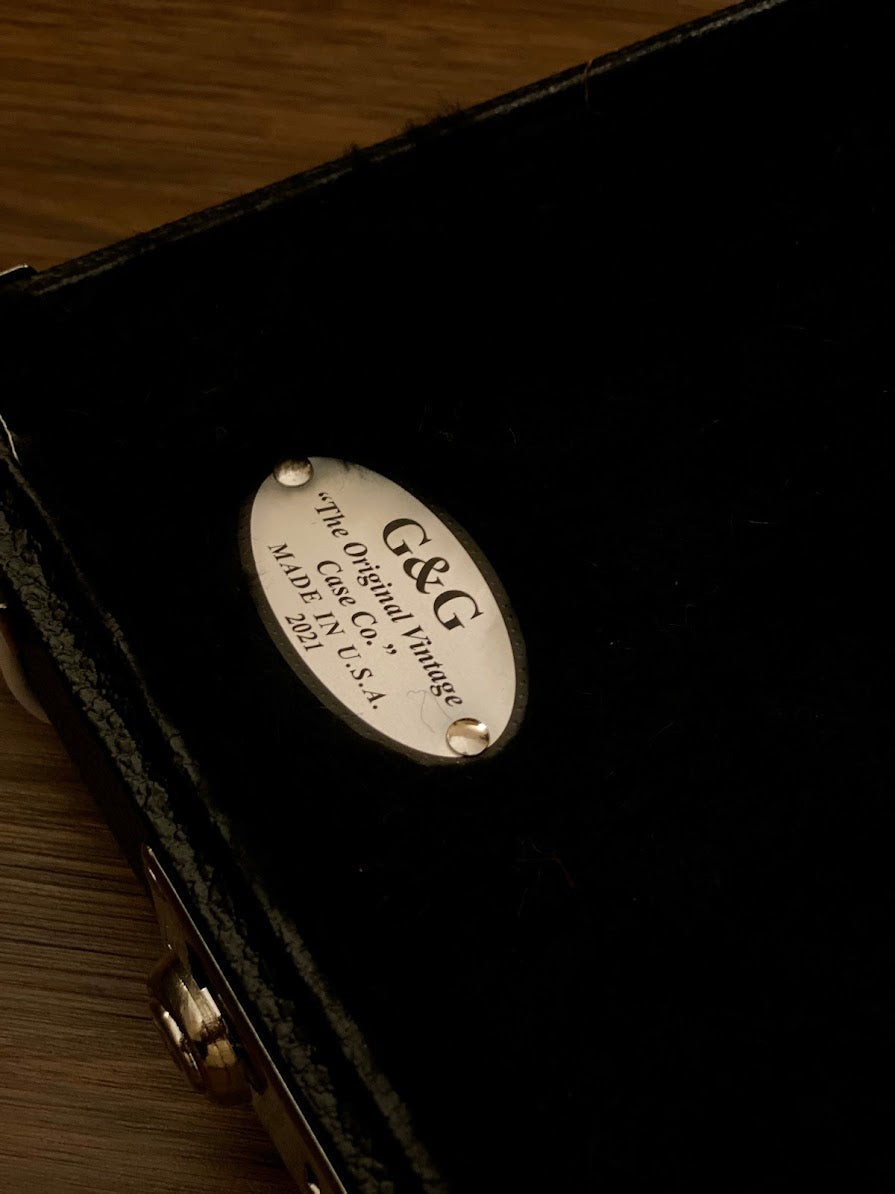 G&G
“The Original Vintage
Case Co.”
MADE IN U.S.A.
2021